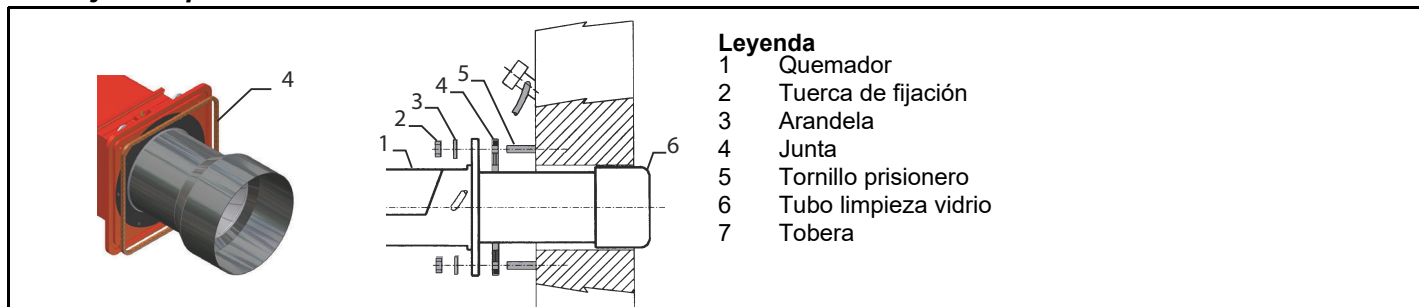 4
5
4
3
2
1
6
Leyenda
1 Quemador
2 Tuerca de fijación
3 Arandela
4 Junta
5 Tornillo prisionero
6 Tubo limpieza vidrio
7 Tobera